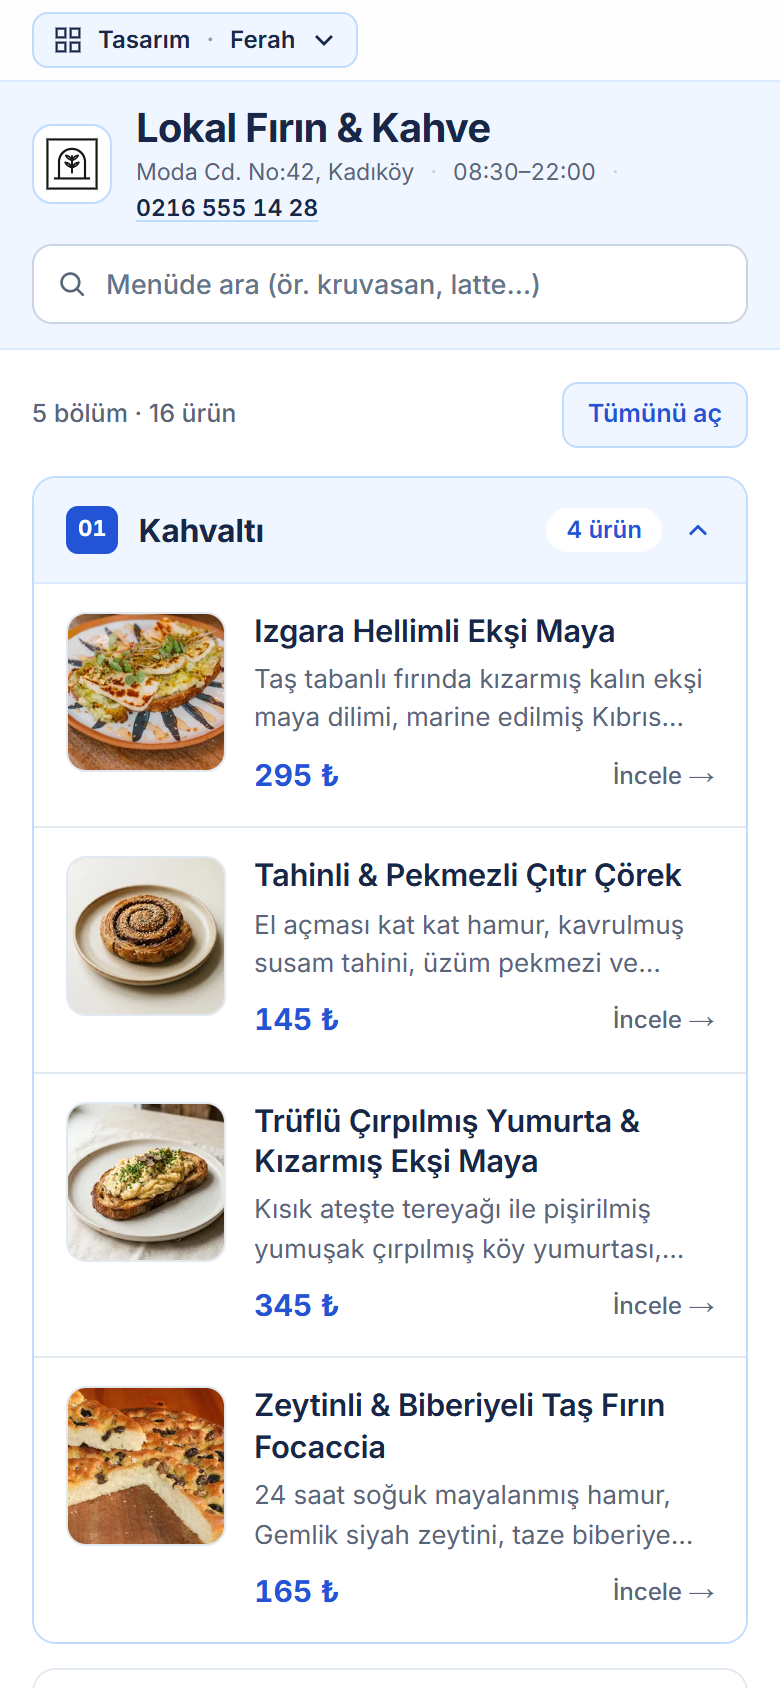 Tasarım · Ferah
Lokal Fırın & Kahve
Moda Cd. No:42, Kadıköy · 08:30–22:00 ·
0216 555 14 28
Menüde ara (ör. kruvasan, latte...)
5 bölüm · 16 ürün
Tümünü aç
01 Kahvaltı 4 ürün
Izgara Hellimli Ekşi Maya
Taş tabanlı fırında kızarmış kalın ekşi
maya dilimi, marine edilmiş Kıbrıs...
295 ₺ İncele →
Tahinli & Pekmezli Çıtır Çörek
El açması kat kat hamur, kavrulmuş
susam tahini, üzüm pekmezi ve...
145 ₺ İncele →
Trüflü Çırpılmış Yumurta &
Kızarmış Ekşi Maya
Kısık ateşte tereyağı ile pişirilmiş
yumuşak çırpılmış köy yumurtası,...
345 ₺ İncele →
Zeytinli & Biberiyeli Taş Fırın
Focaccia
24 saat soğuk mayalanmış hamur,
Gemlik siyah zeytini, taze biberiye...
165 ₺ İncele →